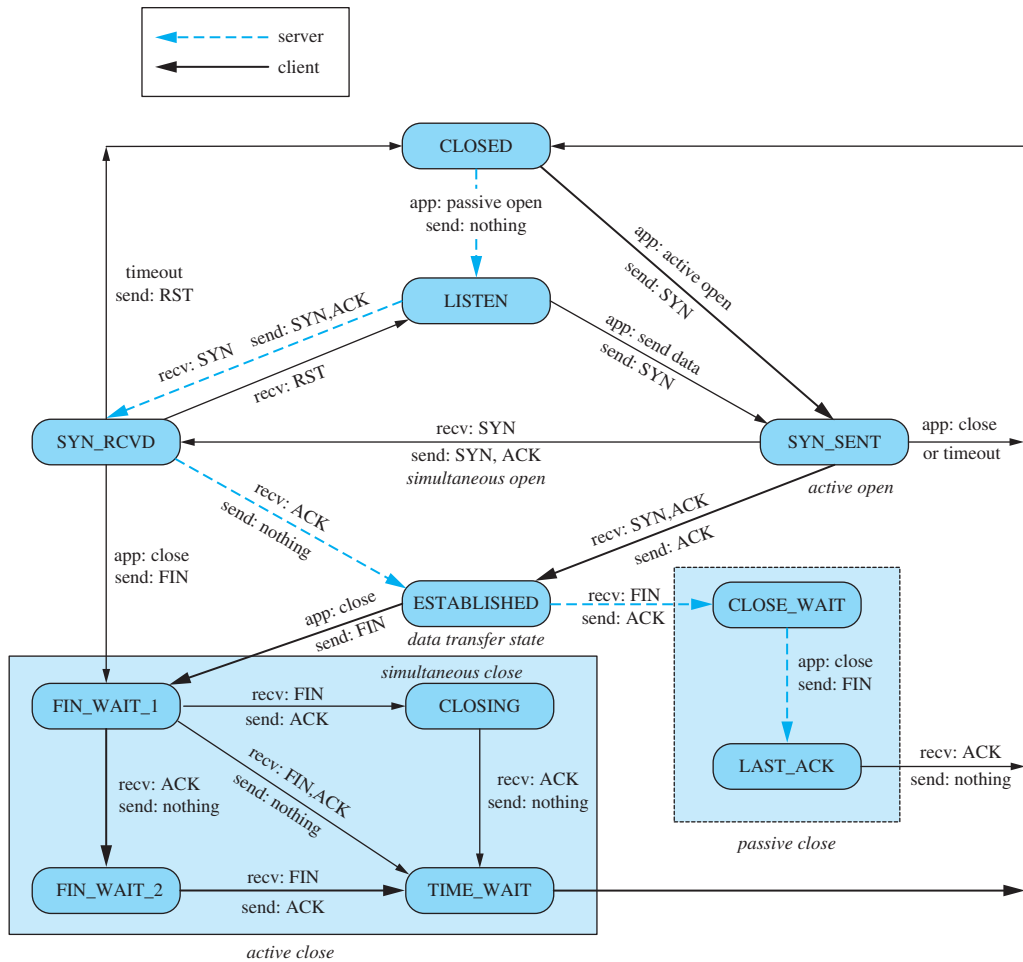 server
client
CLOSED
app: passive open
send: nothing
app: active open
send: SYN
timeout
send: RST
LISTEN
recv: SYN send: SYN,ACK
recv: RST
app: send data
send: SYN
SYN_RCVD
recv: SYN
send: SYN, ACK
simultaneous open
SYN_SENT
active open
app: close
or timeout
recv: ACK
send: nothing
recv: SYN,ACK
send: ACK
app: close
send: FIN
ESTABLISHED
data transfer state
app: close
send: FIN
recv: FIN
send: ACK
CLOSE_WAIT
app: close
send: FIN
LAST_ACK
recv: ACK
send: nothing
passive close
simultaneous close
FIN_WAIT_1
recv: FIN
send: ACK
CLOSING
recv: ACK
send: nothing
recv: FIN,ACK
send: nothing
recv: ACK
send: nothing
FIN_WAIT_2
recv: FIN
send: ACK
TIME_WAIT
active close